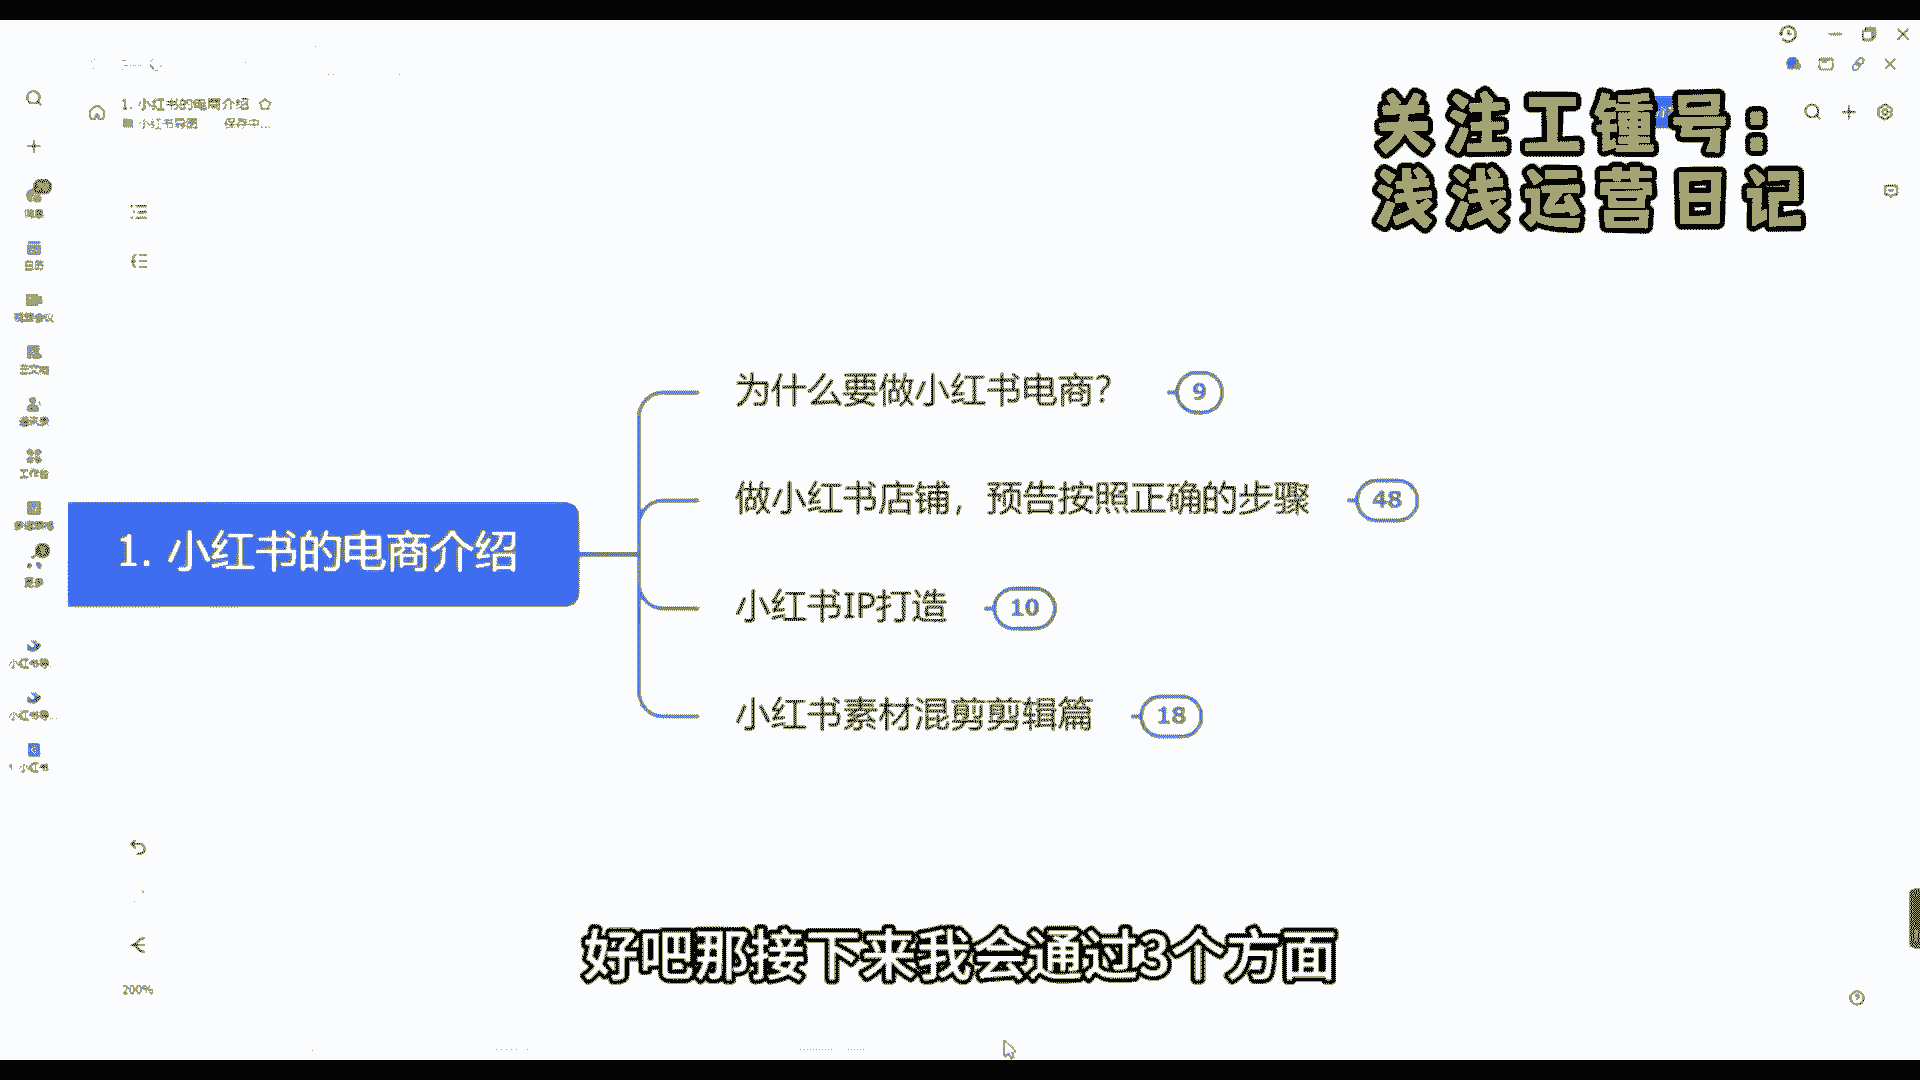 1. 小红书的电商介绍
小红书导图 保存中...
关注工锺号：
浅浅运营日记
为什么要做小红书电商？
9
做小红书店铺，预告按照正确的步骤
48
1. 小红书的电商介绍
小红书IP打造
10
小红书素材混剪剪辑篇
18
工作台
更多
好吧那接下来我会通过3个方面
200%